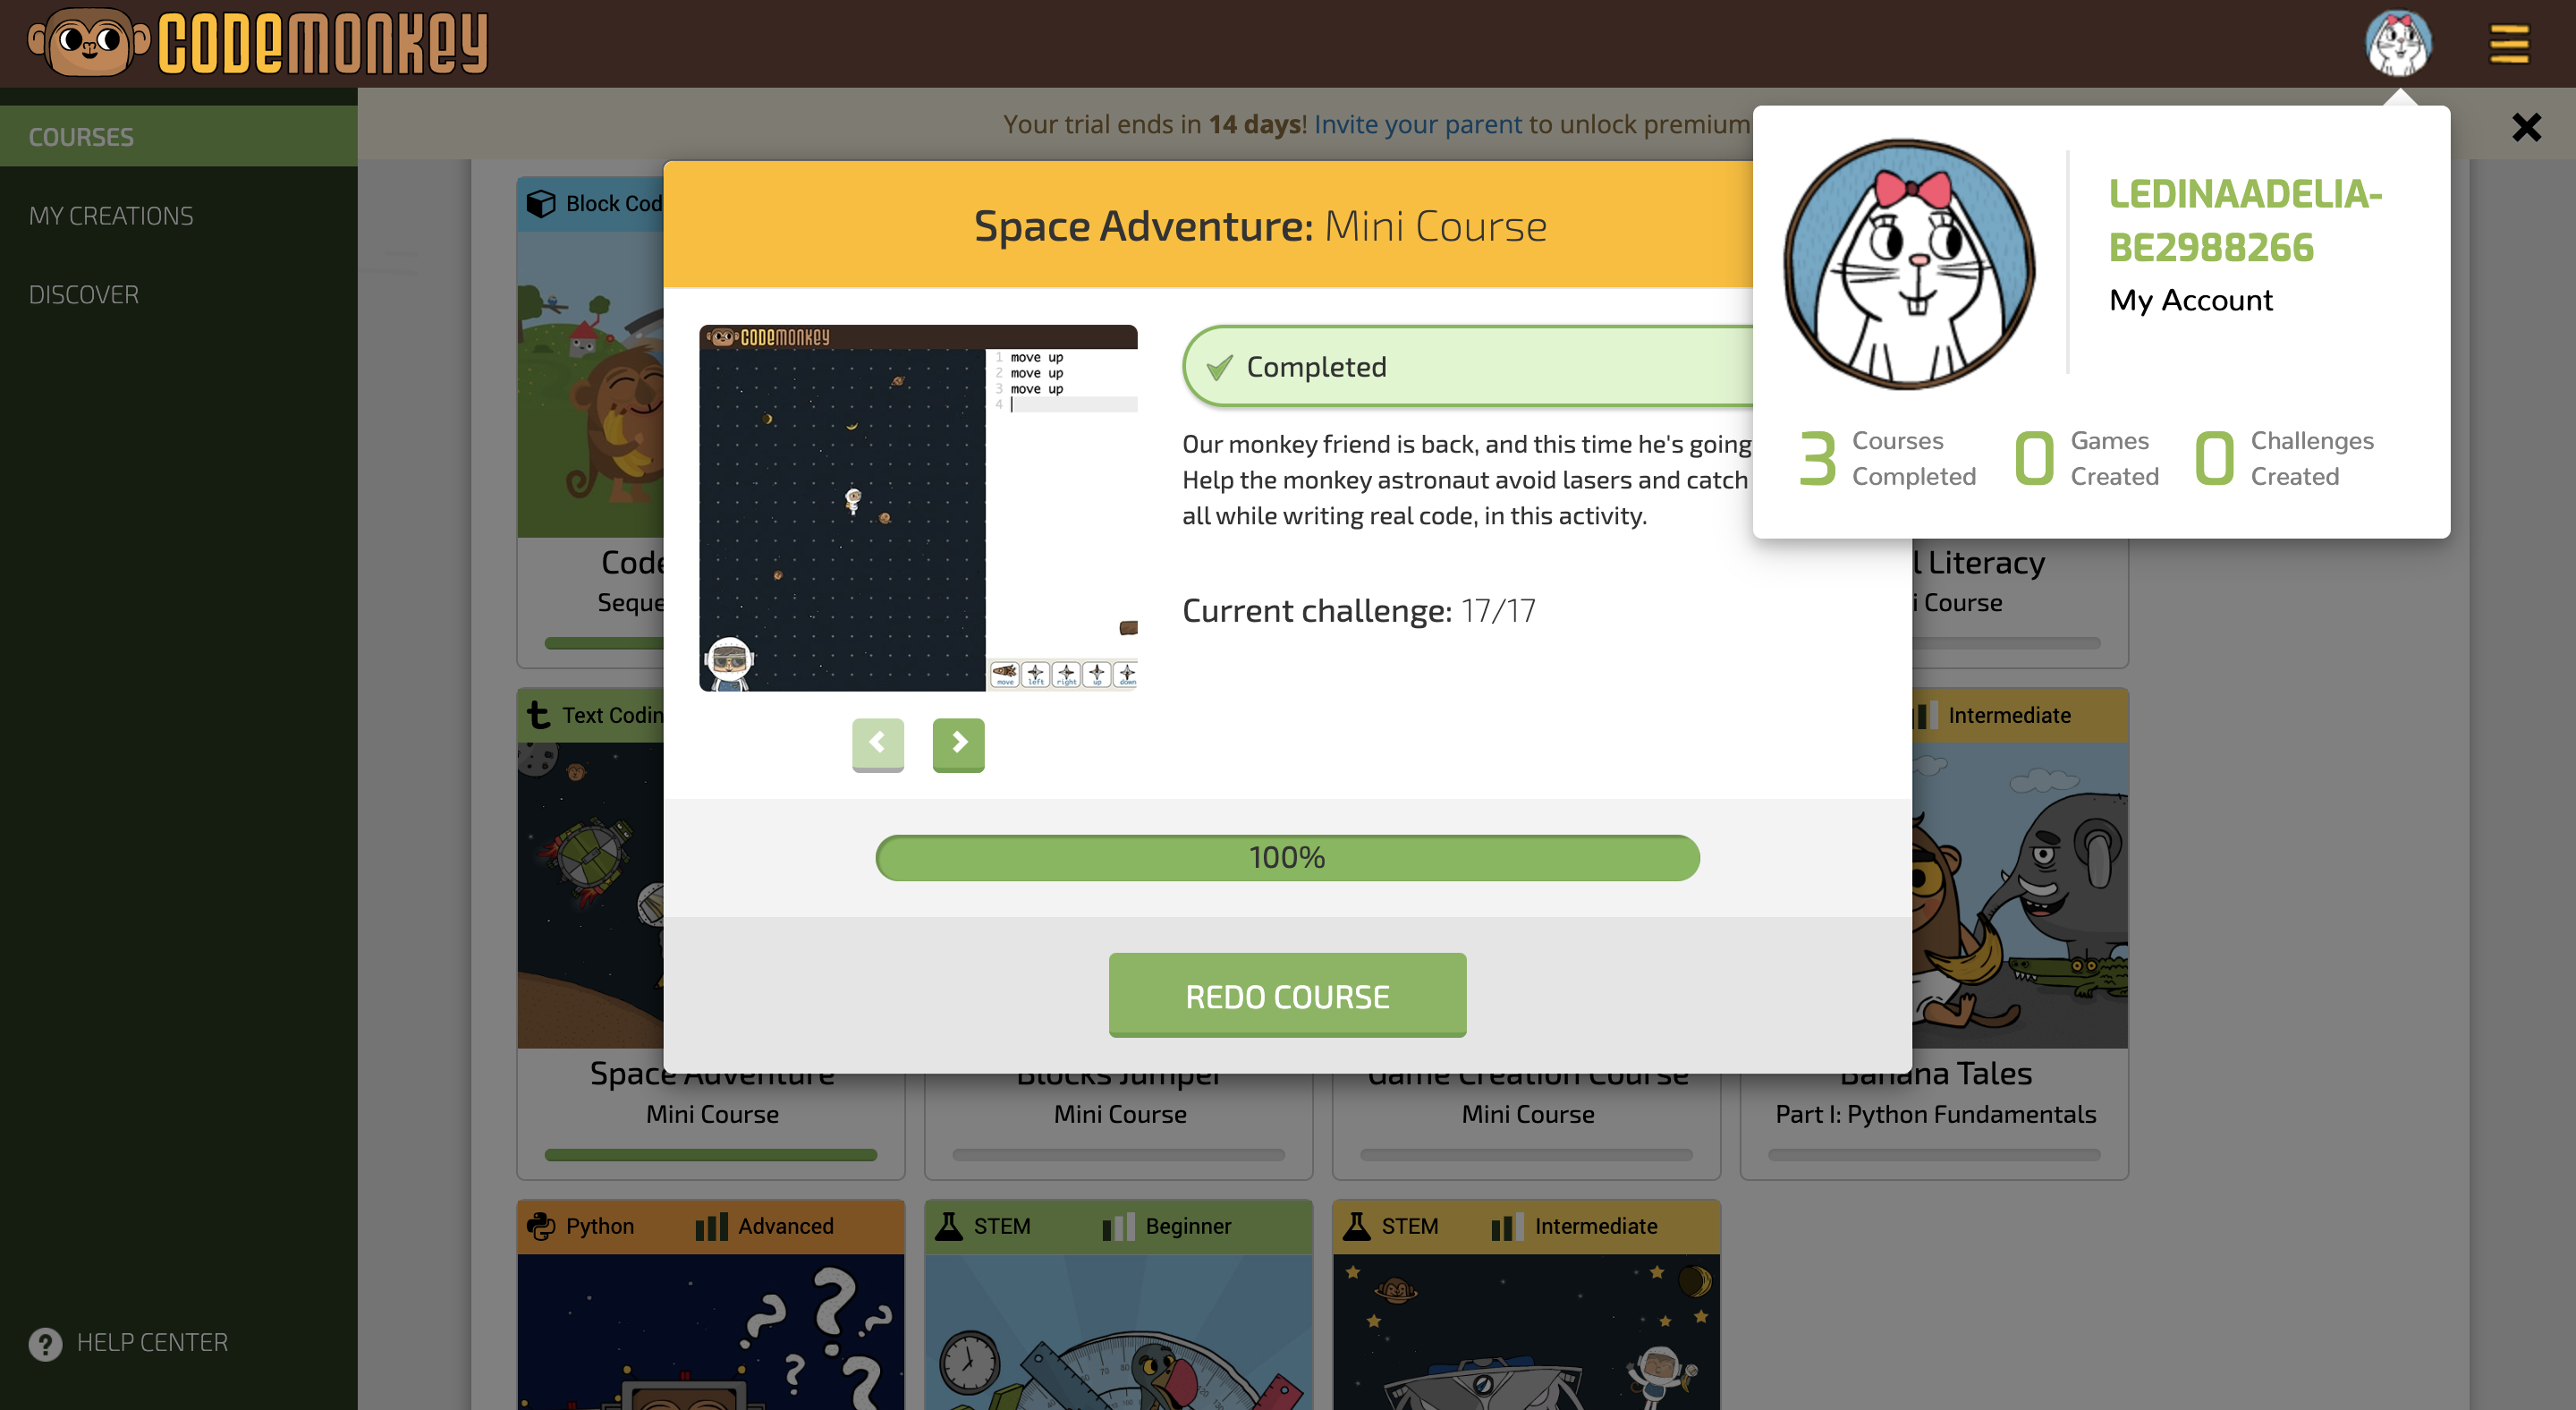 CODEMONKEY
COURSES
MY CREATIONS
DISCOVER
HELP CENTER
Your trial ends in 14 days! Invite your parent to unlock premium
LEDINAADELIA-
BE2988266
My Account
3 Courses Completed
0 Games Created
0 Challenges Created
Space Adventure: Mini Course
CODEMONKEY
1 move up
2 move up
3 move up
4
move left right up down
Completed
Our monkey friend is back, and this time he's going
Help the monkey astronaut avoid lasers and catch
all while writing real code, in this activity.
Current challenge: 17/17
100%
REDO COURSE
Block Cod
Code
Seque
l Literacy
i Course
Text Codin
Intermediate
Space Adventure
Mini Course
Blocks Jumper
Mini Course
Game Creation Course
Mini Course
Banana Tales
Part I: Python Fundamentals
Python Advanced
STEM Beginner
STEM Intermediate